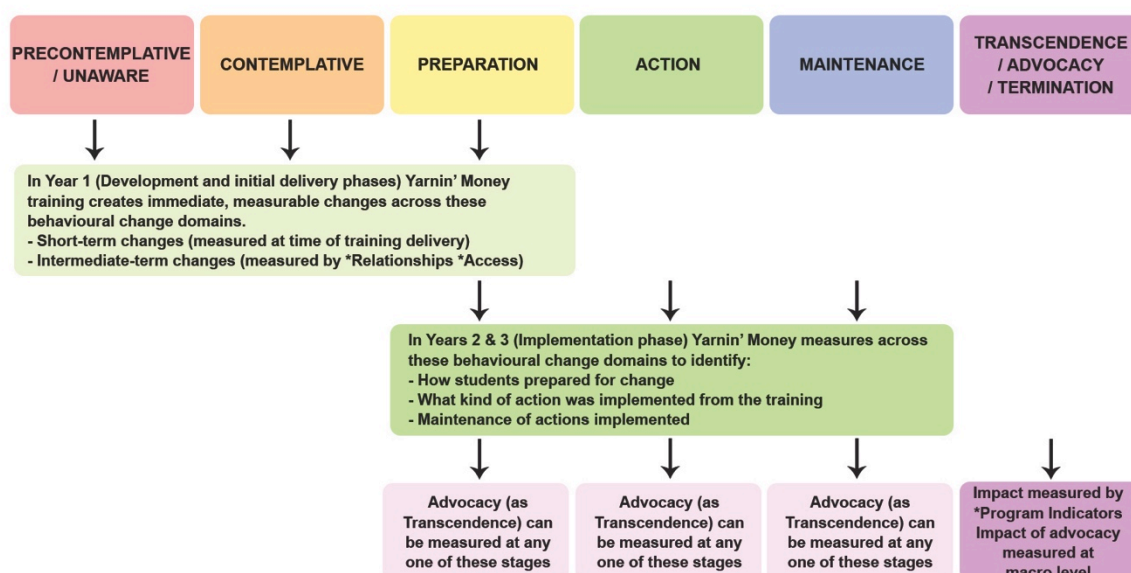 PRECONTEMPLATIVE
/ UNAWARE
CONTEMPLATIVE
PREPARATION
ACTION
MAINTENANCE
TRANSCENDENCE
/ ADVOCACY
/ TERMINATION
In Year 1 (Development and initial delivery phases) Yarnin’ Money
training creates immediate, measurable changes across these
behavioural change domains.
- Short-term changes (measured at time of training delivery)
- Intermediate-term changes (measured by *Relationships *Access)
In Years 2 & 3 (Implementation phase) Yarnin’ Money measures across
these behavioural change domains to identify:
- How students prepared for change
- What kind of action was implemented from the training
- Maintenance of actions implemented
Advocacy (as
Transcendence) can
be measured at any
one of these stages
Advocacy (as
Transcendence) can
be measured at any
one of these stages
Advocacy (as
Transcendence) can
be measured at any
one of these stages
Impact measured by
*Program Indicators
Impact of advocacy
measured at
macro level